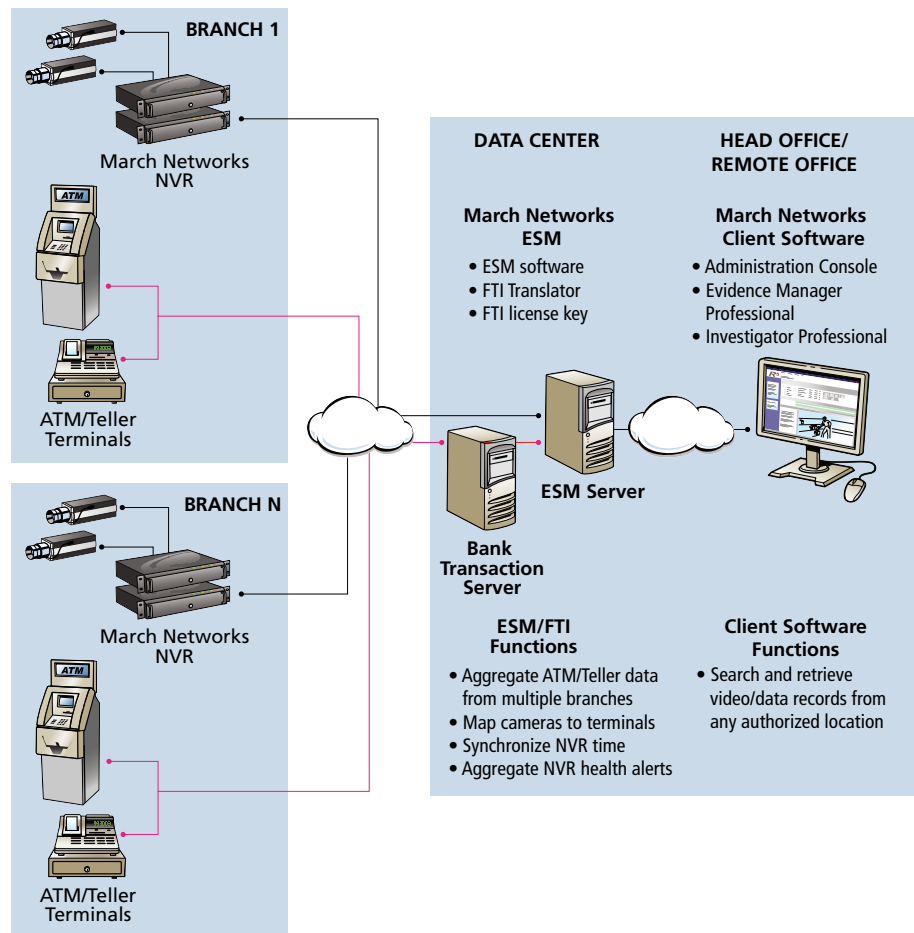 BRANCH 1
March Networks
NVR
ATM
ATM/Teller
Terminals
BRANCH N
March Networks
NVR
ATM
ATM/Teller
Terminals
DATA CENTER
March Networks
ESM
• ESM software
• FTI Translator
• FTI license key
ESM Server
Bank
Transaction
Server
ESM/FTI
Functions
• Aggregate ATM/Teller data
from multiple branches
• Map cameras to terminals
• Synchronize NVR time
• Aggregate NVR health alerts
HEAD OFFICE/
REMOTE OFFICE
March Networks
Client Software
• Administration Console
• Evidence Manager
Professional
• Investigator Professional
Client Software
Functions
• Search and retrieve
video/data records from
any authorized location